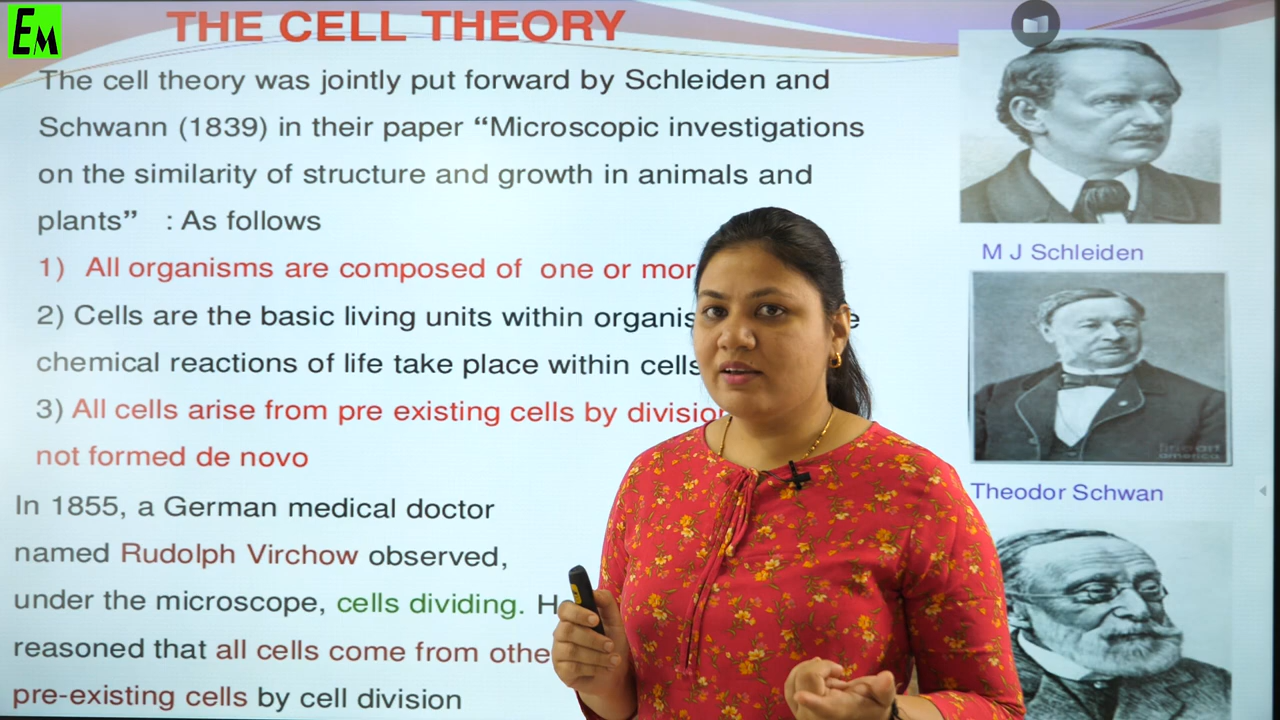 EM
THE CELL THEORY
The cell theory was jointly put forward by Schleiden and
Schwann (1839) in their paper “Microscopic investigations
on the similarity of structure and growth in animals and
plants” : As follows
1) All organisms are composed of one or mor
2) Cells are the basic living units within organis e
chemical reactions of life take place within cells
3) All cells arise from pre existing cells by division
not formed de novo
In 1855, a German medical doctor
named Rudolph Virchow observed,
under the microscope, cells dividing. H
reasoned that all cells come from othe
pre-existing cells by cell division
M J Schleiden
fine art
america
Theodor Schwan